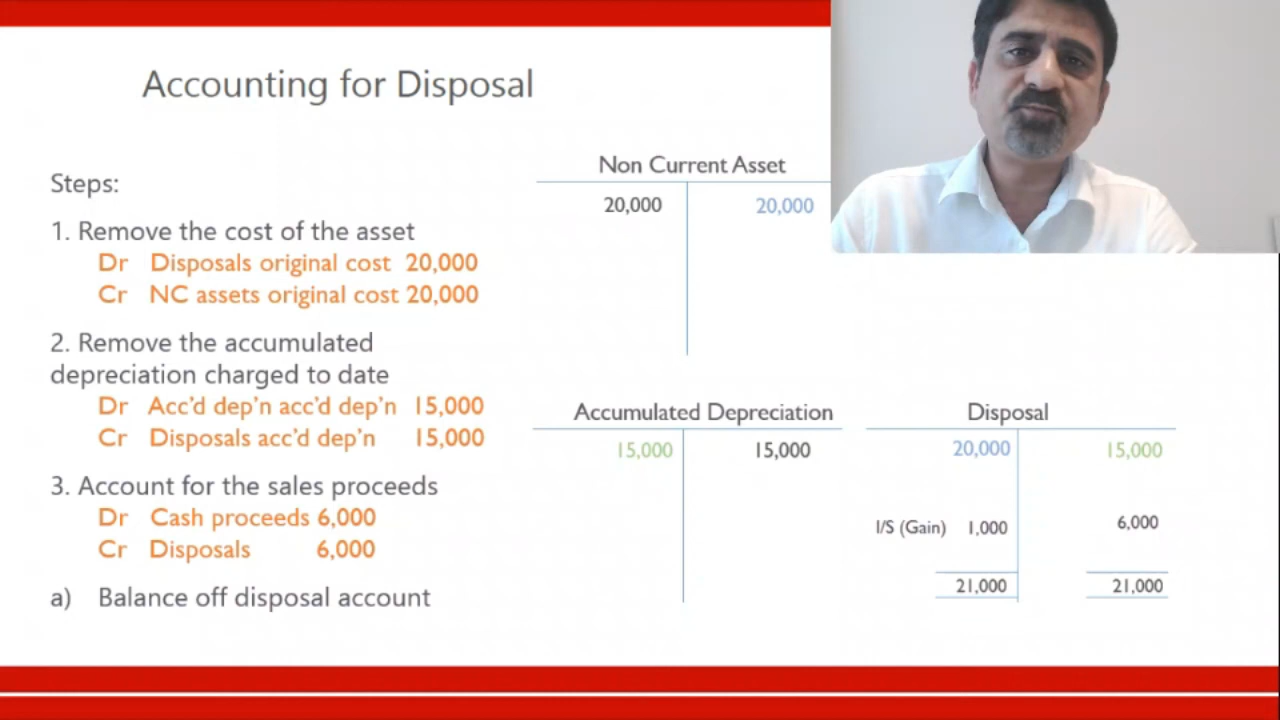 Accounting for Disposal
Steps:
1. Remove the cost of the asset
Dr Disposals original cost 20,000
Cr NC assets original cost 20,000
2. Remove the accumulated
depreciation charged to date
Dr Acc'd dep'n acc'd dep'n 15,000
Cr Disposals acc'd dep'n 15,000
3. Account for the sales proceeds
Dr Cash proceeds 6,000
Cr Disposals 6,000
a) Balance off disposal account
Non Current Asset
20,000 20,000
Accumulated Depreciation
15,000 15,000
Disposal
20,000 15,000
I/S (Gain) 1,000 6,000
21,000 21,000